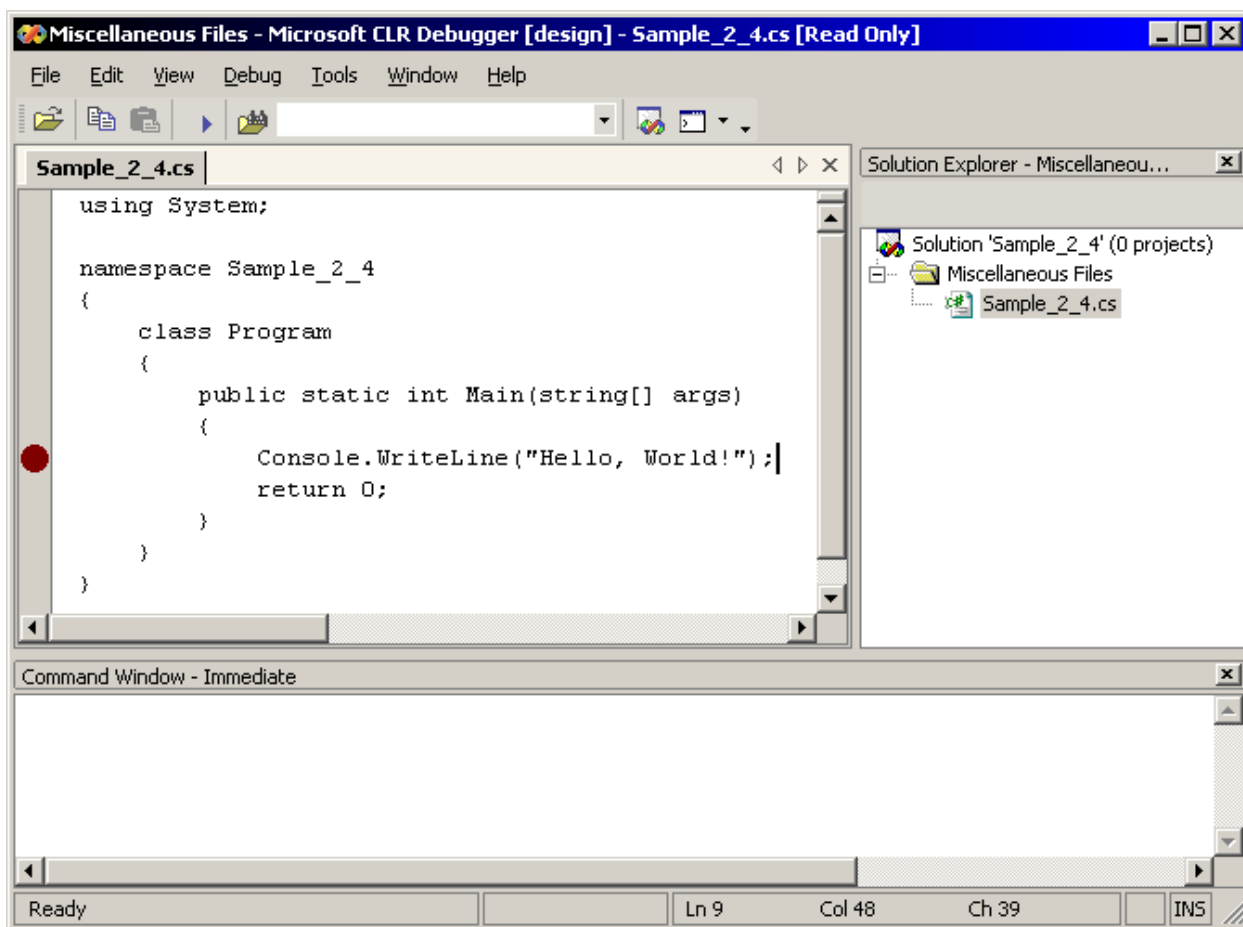 Miscellaneous Files - Microsoft CLR Debugger [design] - Sample_2_4.cs [Read Only]
File Edit View Debug Tools Window Help
Sample_2_4.cs
using System;
namespace Sample_2_4
{
class Program
{
public static int Main(string[] args)
{
Console.WriteLine("Hello, World!");
return 0;
}
}
}
Solution Explorer - Miscellaneou...
Solution 'Sample_2_4' (0 projects)
Miscellaneous Files
Sample_2_4.cs
Command Window - Immediate
Ready Ln 9 Col 48 Ch 39 INS